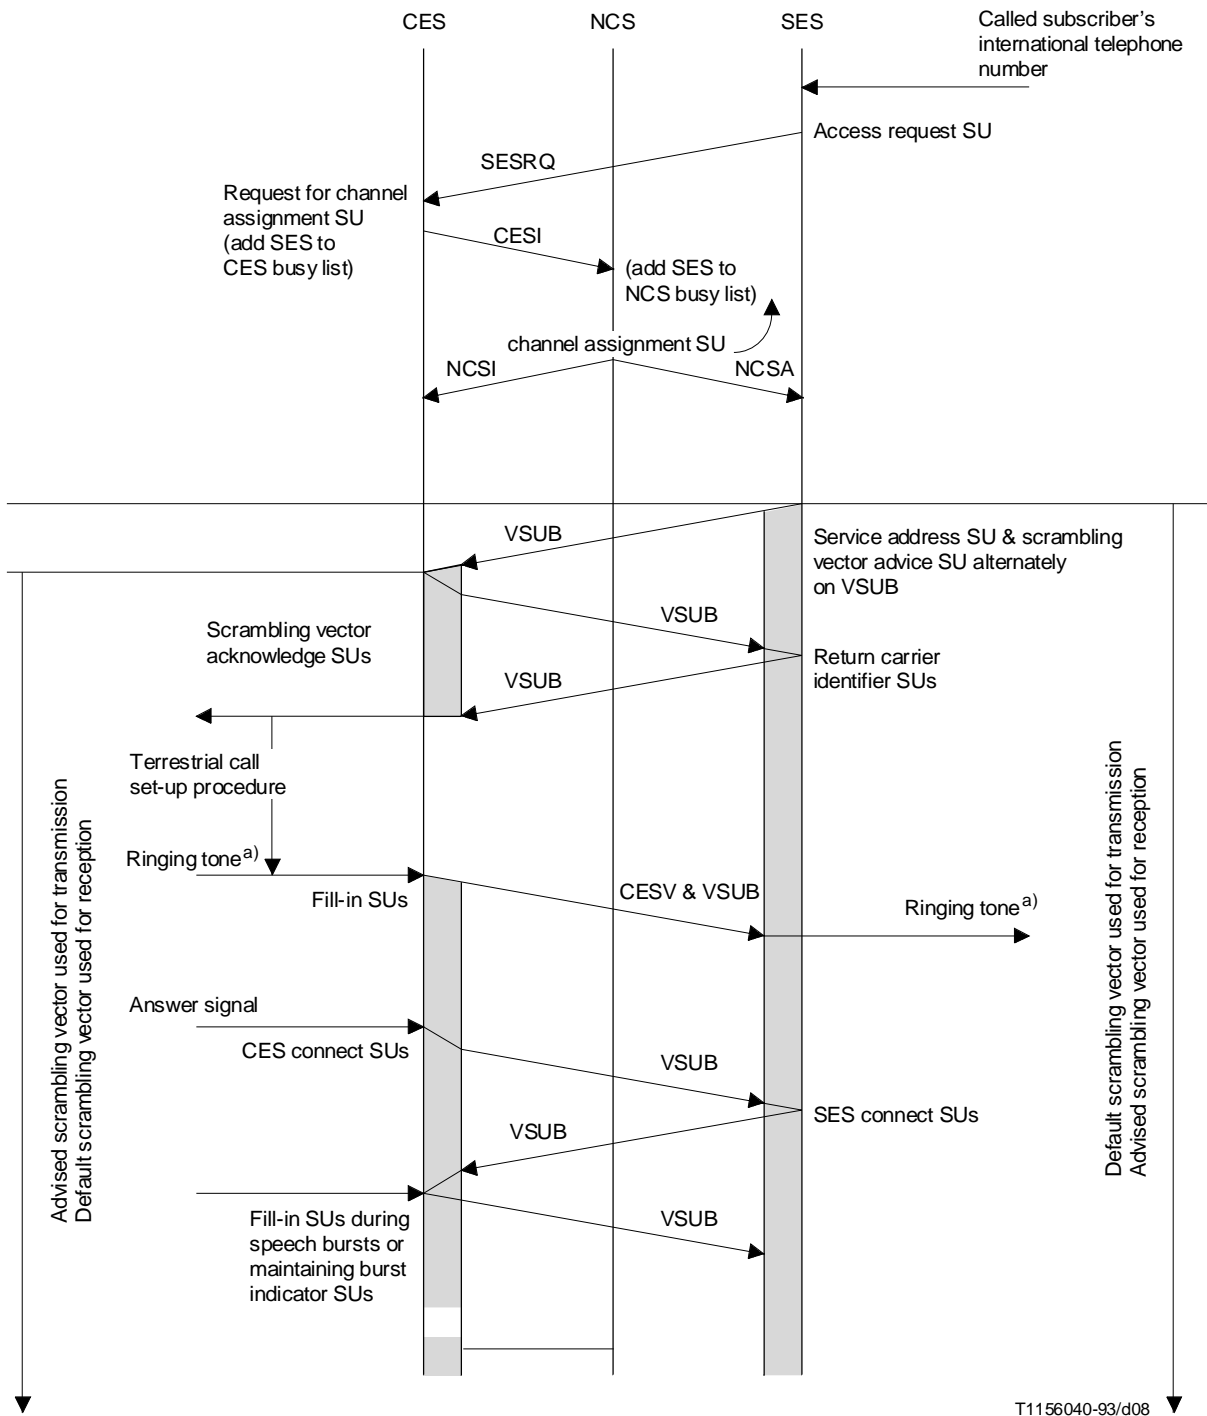 CES
NCS
SES
Called subscriber's
international telephone
number
Access request SU
SESRQ
Request for channel
assignment SU
(add SES to
CES busy list)
CESI
(add SES to
NCS busy list)
channel assignment SU
NCSI
NCSA
VSUB
Service address SU & scrambling
vector advice SU alternately
on VSUB
VSUB
Scrambling vector
acknowledge SUs
Return carrier
identifier SUs
VSUB
Terrestrial call
set-up procedure
Ringing tone a)
Fill-in SUs
CESV & VSUB
Ringing tone a)
Answer signal
CES connect SUs
VSUB
SES connect SUs
VSUB
Fill-in SUs during
speech bursts or
maintaining burst
indicator SUs
VSUB
Advised scrambling vector used for transmission
Default scrambling vector used for reception
Default scrambling vector used for transmission
Advised scrambling vector used for reception
T1156040-93/d08